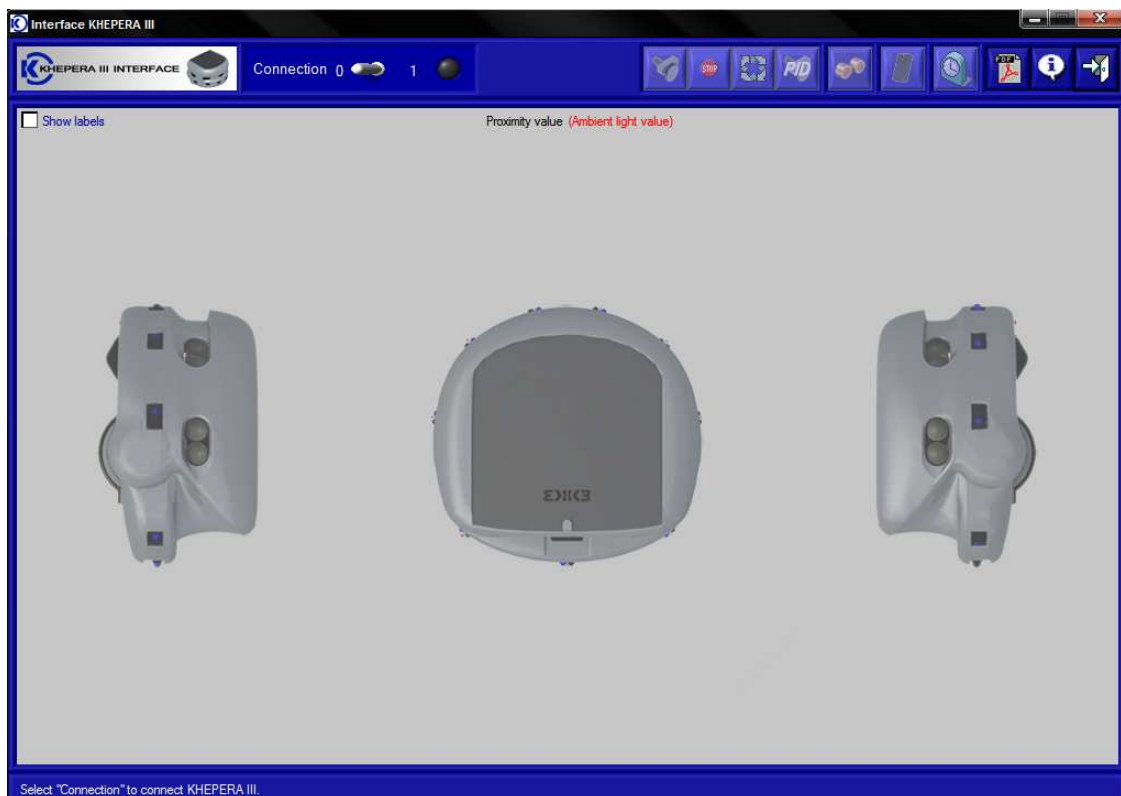 Interface KHEPERA III
KHEPERA III INTERFACE
Connection 0 1
STOP
PID
PDF
Show labels
Proximity value (Ambient light value)
Select "Connection" to connect KHEPERA III.